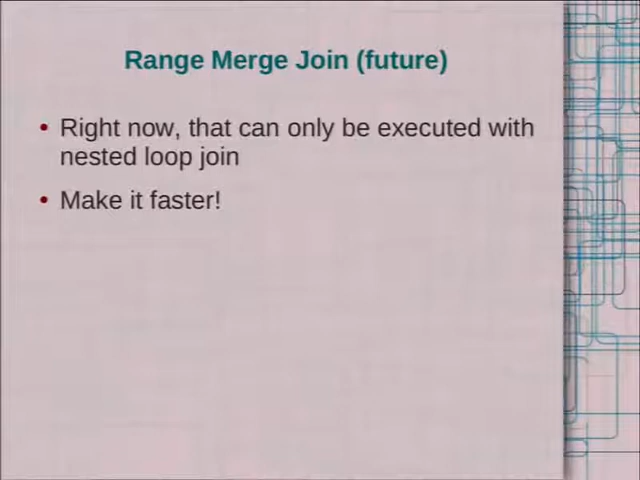 Range Merge Join (future)
• Right now, that can only be executed with
nested loop join
• Make it faster!